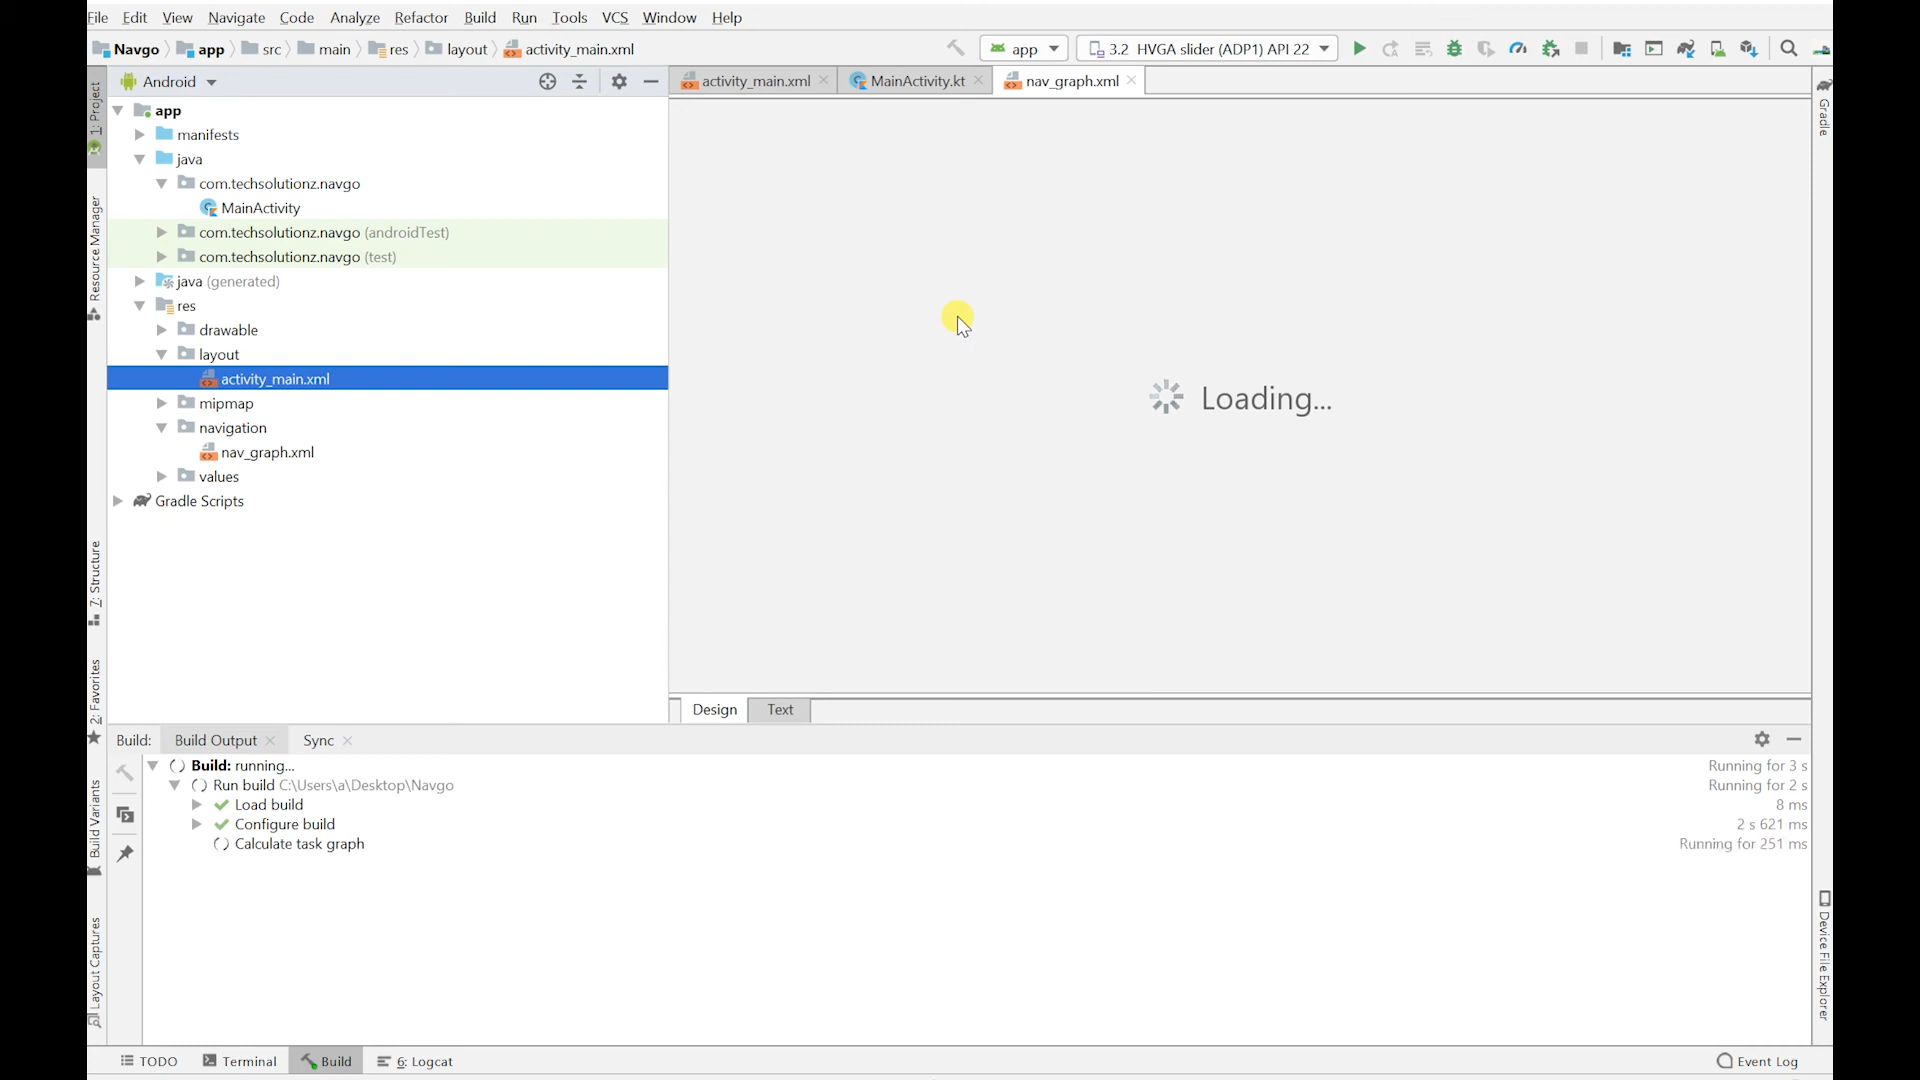 File Edit View Navigate Code Analyze Refactor Build Run Tools VCS Window Help
Navgo app src main res layout activity_main.xml app 3.2 HVGA slider (ADP1) API 22
Android activity_main.xml MainActivity.kt nav_graph.xml
1: Project
Resource Manager
7: Structure
2: Favorites
Build Variants
Layout Captures
app
manifests
java
com.techsolutionz.navgo
MainActivity
com.techsolutionz.navgo (androidTest)
com.techsolutionz.navgo (test)
java (generated)
res
drawable
layout
activity_main.xml
mipmap
navigation
nav_graph.xml
values
Gradle Scripts
Loading...
Design Text
Gradle
Device File Explorer
Build: Build Output Sync
Build: running... Running for 3 s
Run build C:\Users\a\Desktop\Navgo Running for 2 s
Load build 8 ms
Configure build 2 s 621 ms
Calculate task graph Running for 251 ms
TODO Terminal Build 6: Logcat Event Log